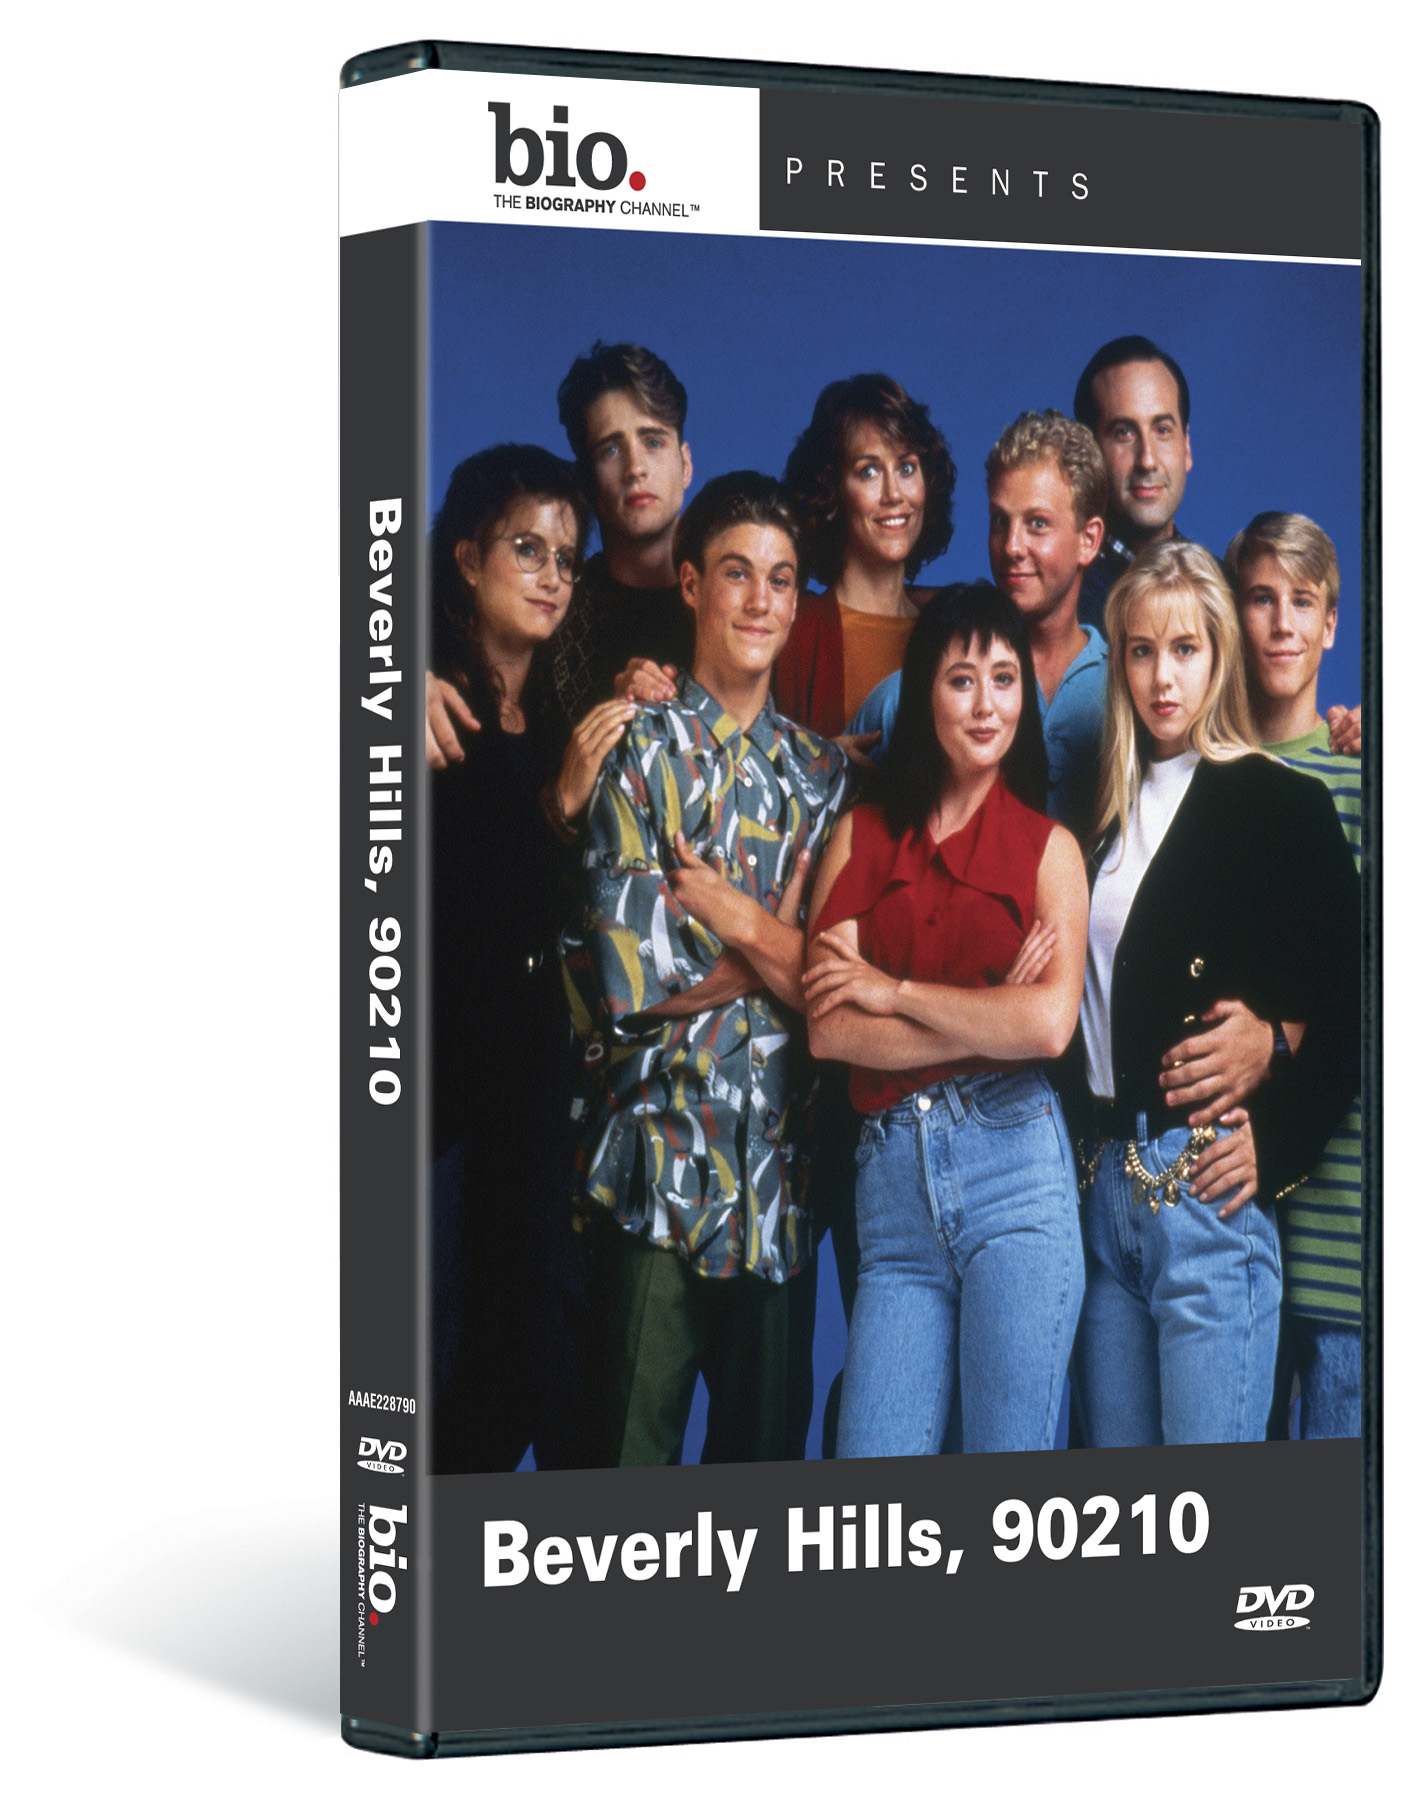 bio.
THE BIOGRAPHY CHANNEL™
PRESENTS
Beverly Hills, 90210
DVD
VIDEO
Beverly Hills, 90210
AAAE228790
DVD
VIDEO
bio.
THE BIOGRAPHY CHANNEL™